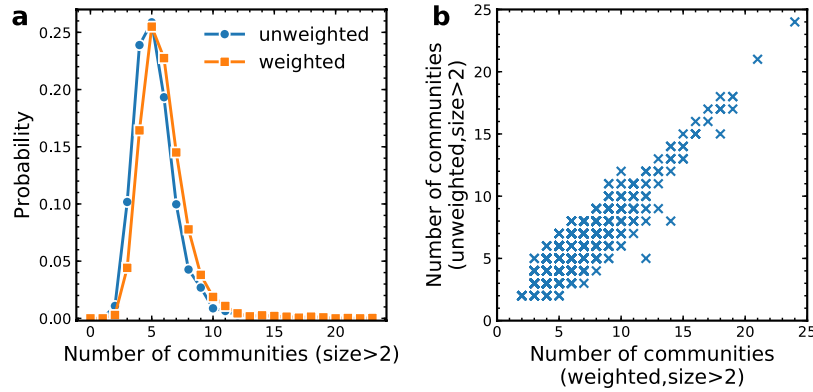 a
0.25
0.20
0.15
0.10
0.05
0.00
Probability
unweighted
weighted
0 5 10 15 20
Number of communities (size>2)
b
25
20
15
10
5
0
Number of communities
(unweighted,size>2)
0 5 10 15 20 25
Number of communities
(weighted,size>2)